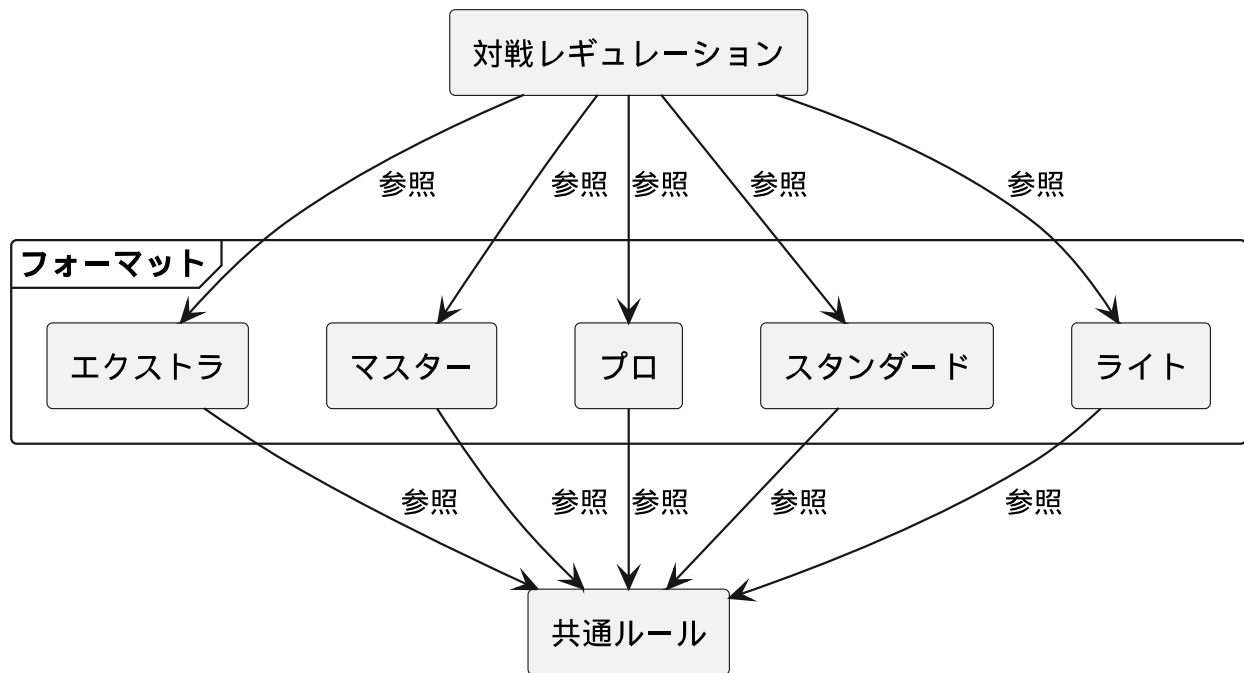 対戦レギュレーション
参照
参照
参照
参照
参照
フォーマット
エクストラ
マスター
プロ
スタンダード
ライト
参照
参照
参照
参照
参照
共通ルール